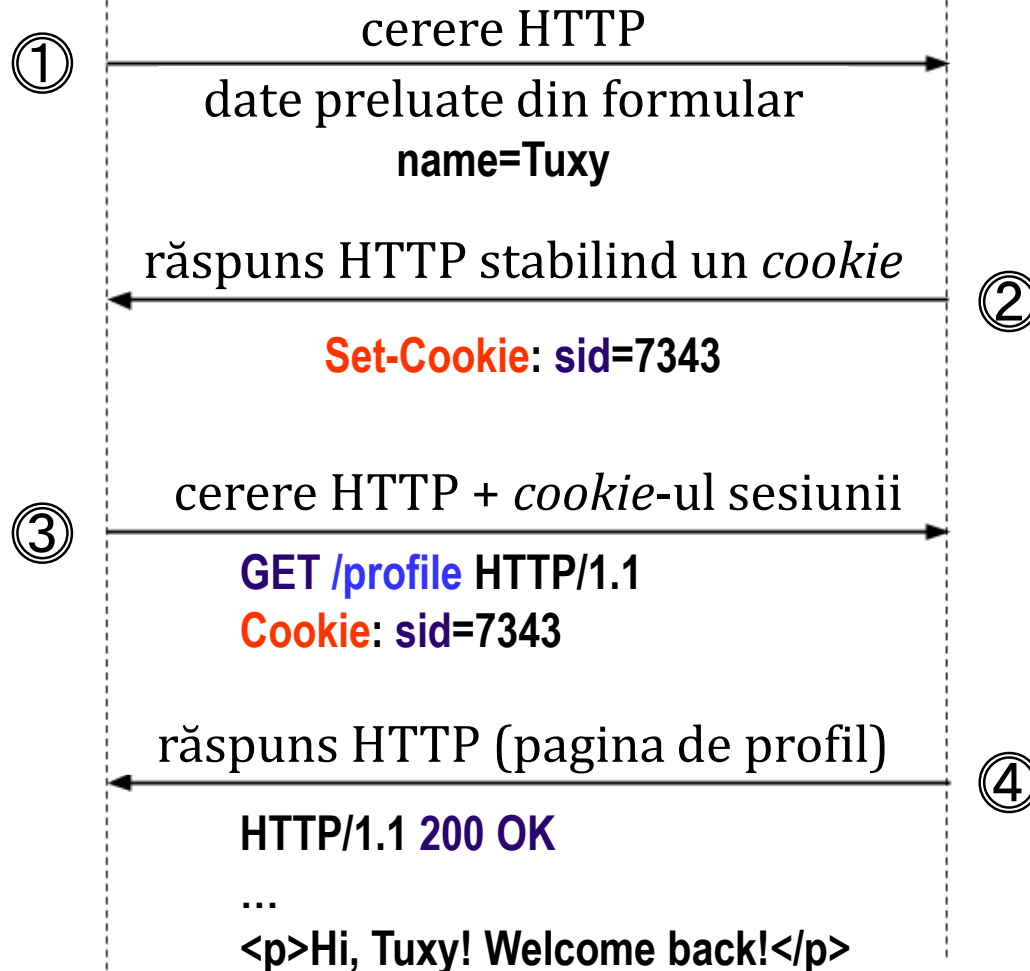 ①
cerere HTTP
date preluate din formular
name=Tuxy
răspuns HTTP stabilind un cookie
②
Set-Cookie: sid=7343
cerere HTTP + cookie-ul sesiunii
③
GET /profile HTTP/1.1
Cookie: sid=7343
răspuns HTTP (pagina de profil)
④
HTTP/1.1 200 OK
…
<p>Hi, Tuxy! Welcome back!</p>